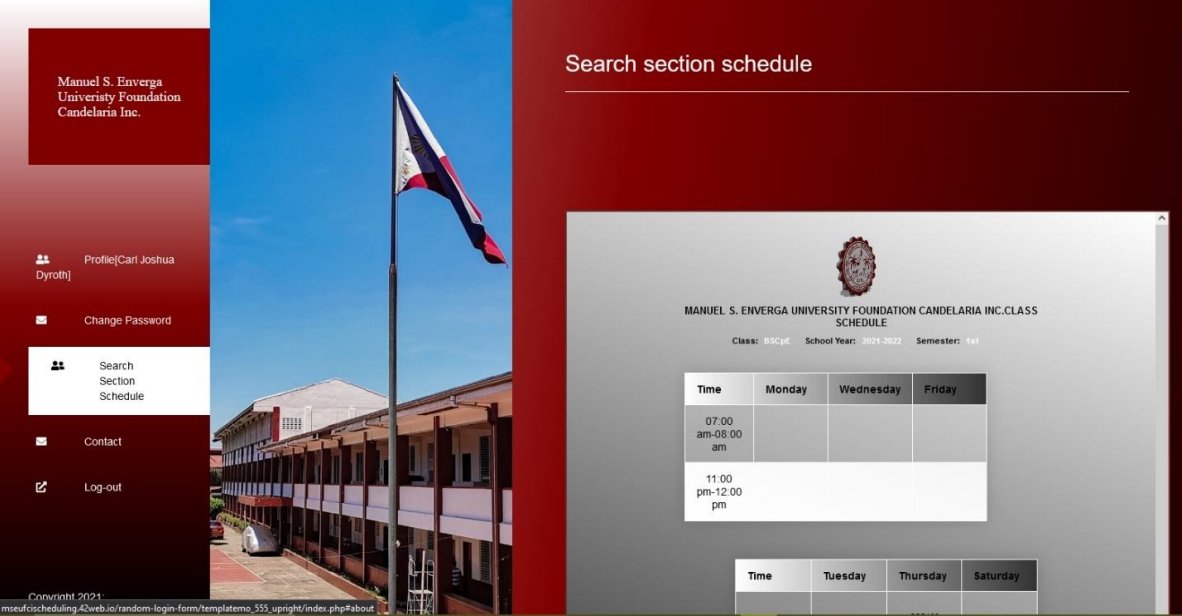 Manuel S. Enverga
Univeristy Foundation
Candelaria Inc.
Profile[Carl Joshua
Dyroth]
Change Password
Search
Section
Schedule
Contact
Log-out
Copyright 2021:
mseufcischeduling.42web.io/random-login-form/templatemo_555_upright/index.php#about
Search section schedule
MANUEL S. ENVERGA UNIVERSITY FOUNDATION CANDELARIA INC.CLASS
SCHEDULE
Class: BSCpE School Year: 2021-2022 Semester: 1st
Time Monday Wednesday Friday
07:00
am-08:00
am
11:00
pm-12:00
pm
Time Tuesday Thursday Saturday